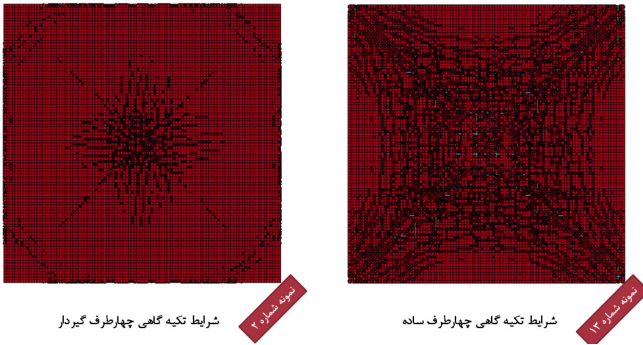 شرایط تکیه گاهی چهارطرف ساده
نمونه شماره ۱۳
شرایط تکیه گاهی چهارطرف گیردار
نمونه شماره ۲